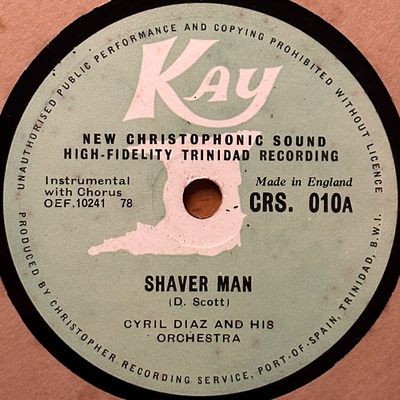 UNAUTHORISED PUBLIC PERFORMANCE AND COPYING PROHIBITED WITHOUT LICENCE
KAY
NEW CHRISTOPHONIC SOUND
HIGH-FIDELITY TRINIDAD RECORDING
Instrumental
with Chorus
OEF.10241 78
Made in England
CRS. 010A
SHAVER MAN
(D. Scott)
CYRIL DIAZ AND HIS
ORCHESTRA
PRODUCED BY CHRISTOPHER RECORDING SERVICE, PORT-OF-SPAIN, TRINIDAD, B.W.I.